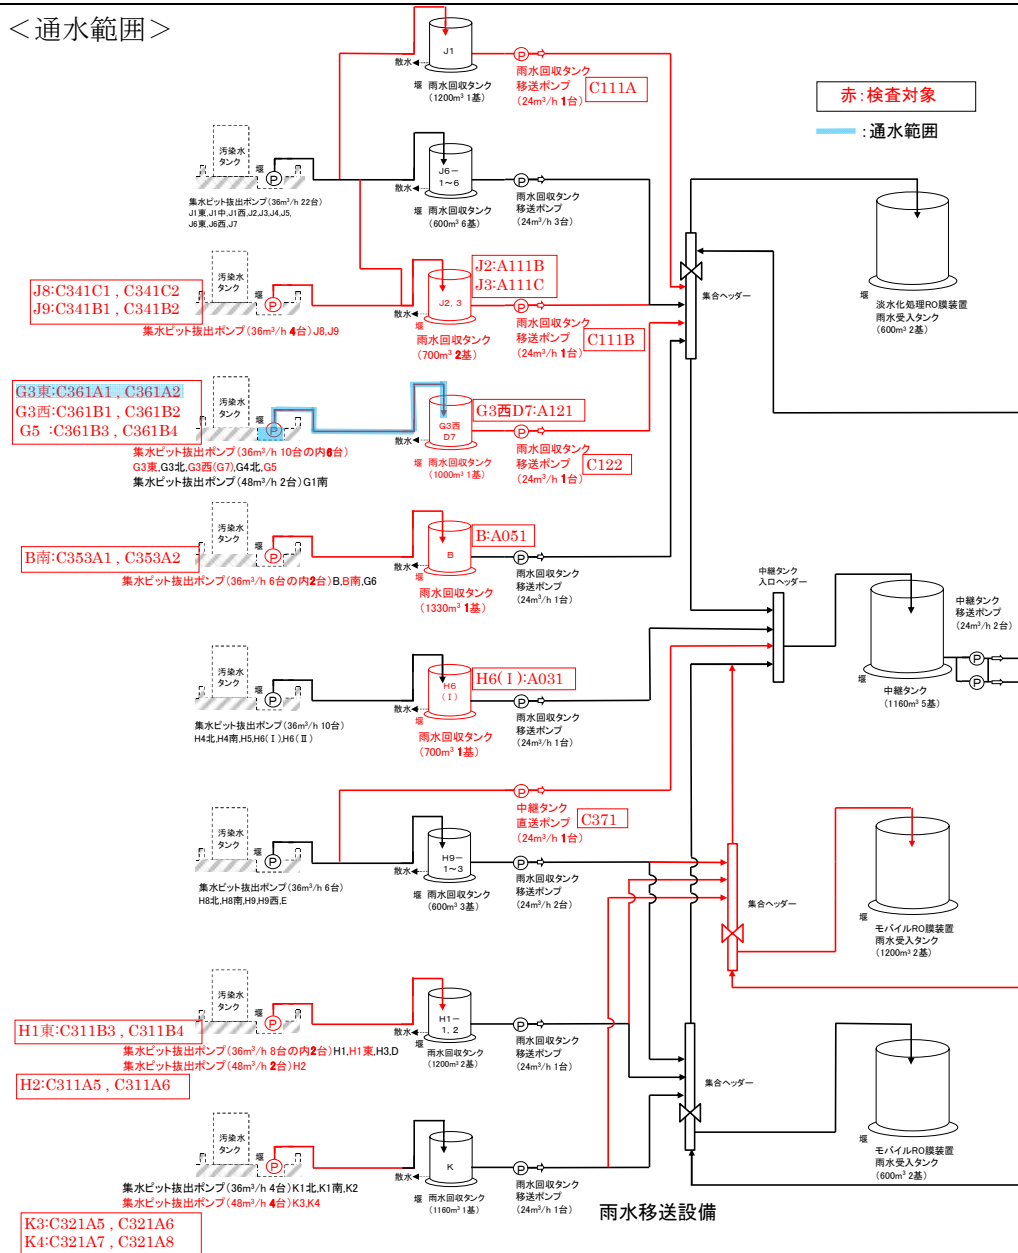 ＜通水範囲＞
J1
散水
堰
雨水回収タンク
(1200m³ 1基)
雨水回収タンク
移送ポンプ
(24m³/h 1台)
C111A
赤:検査対象
:通水範囲
汚染水
タンク
堰
P
集水ピット抜出ポンプ(36m³/h 22台)
J1東,J1中,J1西,J2,J3,J4,J5,
J6東,J6西,J7
J6－
1～6
散水
堰
雨水回収タンク
(600m³ 6基)
P
雨水回収タンク
移送ポンプ
(24m³/h 3台)
集合ヘッダー
堰
淡水化処理RO膜装置
雨水受入タンク
(600m³ 2基)
J8:C341C1 , C341C2
J9:C341B1 , C341B2
汚染水
タンク
堰
P
集水ピット抜出ポンプ(36m³/h 4台)J8,J9
J2, 3
散水
堰
雨水回収タンク
(700m³ 2基)
J2:A111B
J3:A111C
P
雨水回収タンク
移送ポンプ
(24m³/h 1台)
C111B
G3東:C361A1 , C361A2
G3西:C361B1 , C361B2
G5 :C361B3 , C361B4
汚染水
タンク
堰
P
集水ピット抜出ポンプ(36m³/h 10台の内6台)
G3東,G3北,G3西(G7),G4北,G5
集水ピット抜出ポンプ(48m³/h 2台)G1南
G3西
D7
散水
堰
雨水回収タンク
(1000m³ 1基)
G3西D7:A121
P
雨水回収タンク
移送ポンプ
(24m³/h 1台)
C122
B南:C353A1 , C353A2
汚染水
タンク
堰
P
集水ピット抜出ポンプ(36m³/h 6台の内2台)B,B南,G6
B
散水
堰
雨水回収タンク
(1330m³ 1基)
B:A051
P
雨水回収タンク
移送ポンプ
(24m³/h 1台)
中継タンク
入口ヘッダー
中継タンク
移送ポンプ
(24m³/h 2台)
P
P
堰
中継タンク
(1160m³ 5基)
汚染水
タンク
堰
P
集水ピット抜出ポンプ(36m³/h 10台)
H4北,H4南,H5,H6(Ⅰ),H6(Ⅱ)
H6
(Ⅰ)
散水
堰
雨水回収タンク
(700m³ 1基)
H6(Ⅰ):A031
P
雨水回収タンク
移送ポンプ
(24m³/h 1台)
P
中継タンク
直送ポンプ
(24m³/h 1台)
C371
汚染水
タンク
堰
P
集水ピット抜出ポンプ(36m³/h 6台)
H8北,H8南,H9,H9西,E
H9－
1～3
散水
堰
雨水回収タンク
(600m³ 3基)
P
雨水回収タンク
移送ポンプ
(24m³/h 2台)
集合ヘッダー
堰
モバイルRO膜装置
雨水受入タンク
(1200m³ 2基)
H1東:C311B3 , C311B4
汚染水
タンク
堰
P
集水ピット抜出ポンプ(36m³/h 8台の内2台)H1,H1東,H3,D
集水ピット抜出ポンプ(48m³/h 2台)H2
H2:C311A5 , C311A6
H1－
1, 2
散水
堰
雨水回収タンク
(1200m³ 2基)
P
雨水回収タンク
移送ポンプ
(24m³/h 1台)
集合ヘッダー
堰
モバイルRO膜装置
雨水受入タンク
(600m³ 2基)
汚染水
タンク
堰
P
集水ピット抜出ポンプ(36m³/h 4台)K1北,K1南,K2
集水ピット抜出ポンプ(48m³/h 4台)K3,K4
K3:C321A5 , C321A6
K4:C321A7 , C321A8
K
散水
堰
雨水回収タンク
(1160m³ 1基)
P
雨水回収タンク
移送ポンプ
(24m³/h 1台)
雨水移送設備